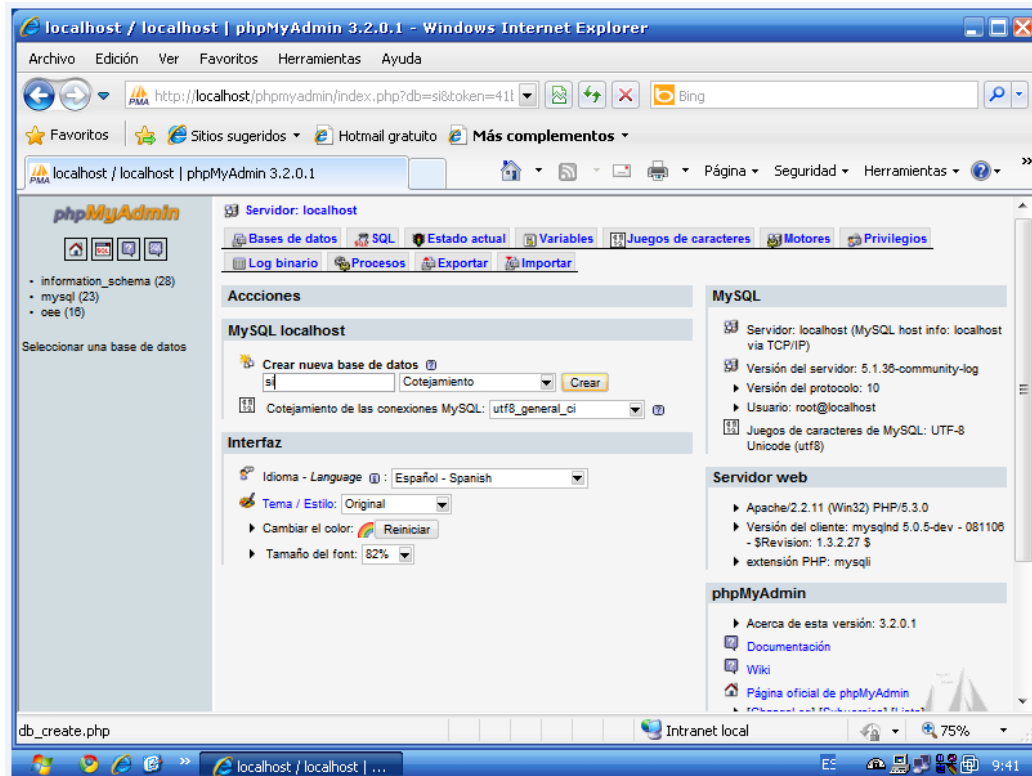 localhost / localhost | phpMyAdmin 3.2.0.1 - Windows Internet Explorer
Archivo Edición Ver Favoritos Herramientas Ayuda
PMA http://localhost/phpmyadmin/index.php?db=si&token=41 Bing
Favoritos Sitios sugeridos Hotmail gratuito Más complementos
PMA localhost / localhost | phpMyAdmin 3.2.0.1 Página Seguridad Herramientas »
phpMyAdmin
SQL
information_schema (28)
mysql (23)
oee (16)
Seleccionar una base de datos
Servidor: localhost
Bases de datos SQL Estado actual Variables Juegos de caracteres Motores Privilegios
Log binario Procesos Exportar Importar
Accciones
MySQL localhost
Crear nueva base de datos
si Cotejamiento Crear
Cotejamiento de las conexiones MySQL: utf8_general_ci
Interfaz
Idioma - Language : Español - Spanish
Tema / Estilo: Original
Cambiar el color: Reiniciar
Tamaño del font: 82%
MySQL
Servidor: localhost (MySQL host info: localhost
via TCP/IP)
Versión del servidor: 5.1.36-community-log
Versión del protocolo: 10
Usuario: root@localhost
Juegos de caracteres de MySQL: UTF-8
Unicode (utf8)
Servidor web
Apache/2.2.11 (Win32) PHP/5.3.0
Versión del cliente: mysqlnd 5.0.5-dev - 081106
- $Revision: 1.3.2.27 $
extensión PHP: mysqli
phpMyAdmin
Acerca de esta versión: 3.2.0.1
Documentación
Wiki
Página oficial de phpMyAdmin
db_create.php Intranet local 75%
» localhost / localhost | ... ES 9:41